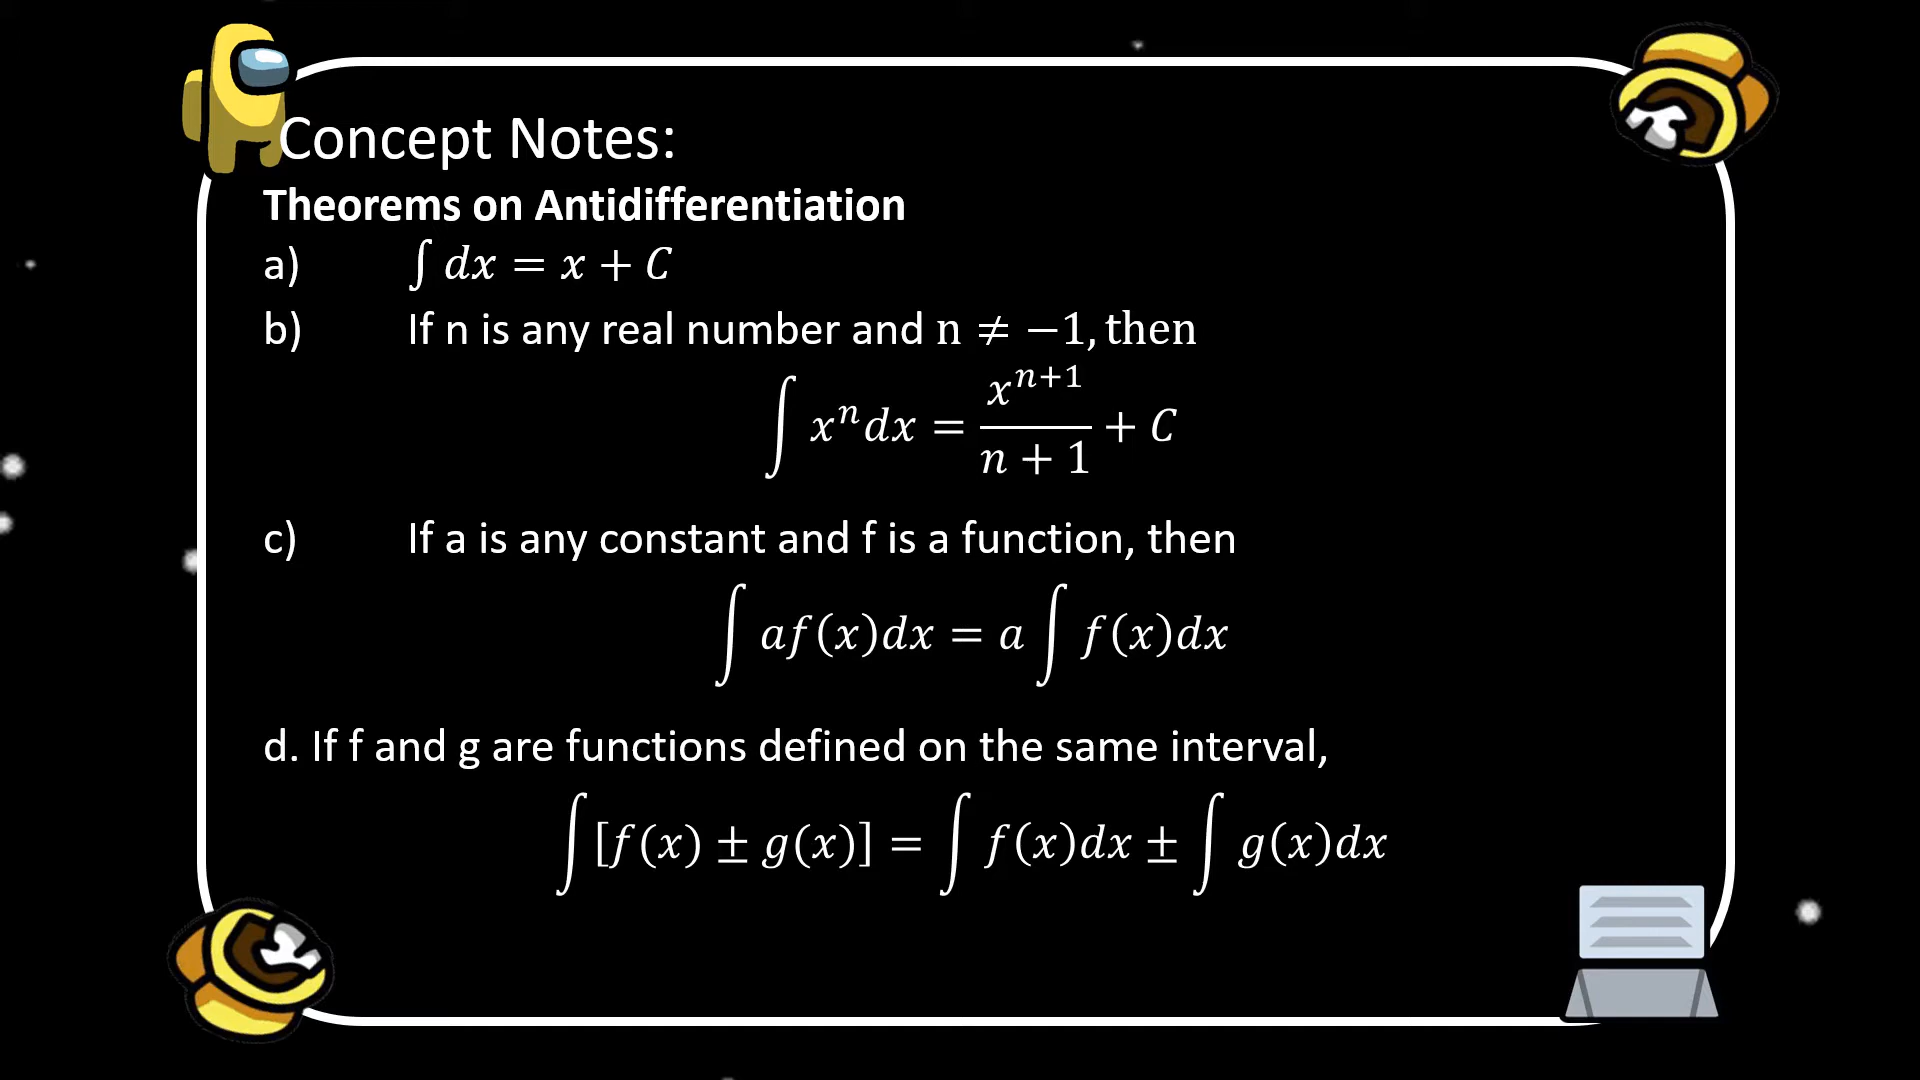 Concept Notes:
Theorems on Antidifferentiation
a) ∫ dx = x + C
b) If n is any real number and n ≠ −1, then
∫ xⁿdx = xⁿ⁺¹/(n + 1) + C
c) If a is any constant and f is a function, then
∫ af(x)dx = a ∫ f(x)dx
d. If f and g are functions defined on the same interval,
∫ [f(x) ± g(x)] = ∫ f(x)dx ± ∫ g(x)dx